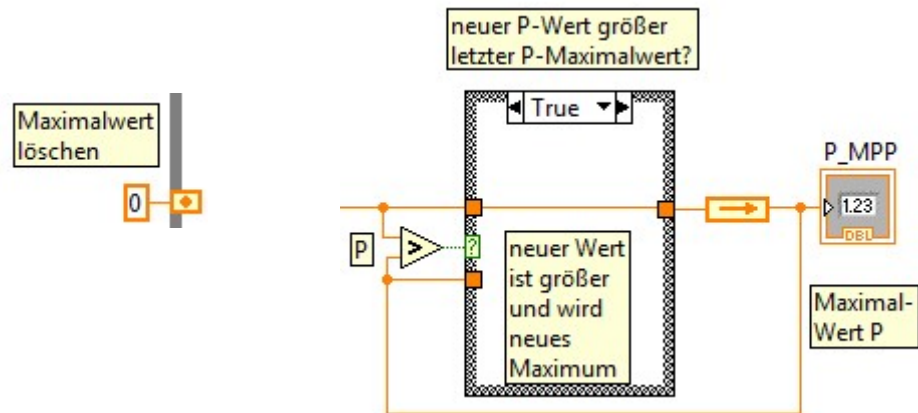 neuer P-Wert größer
letzter P-Maximalwert?
True
Maximalwert
löschen
0
P_MPP
1.23
DBL
P
>
?
neuer Wert
ist größer
und wird
neues
Maximum
Maximal-
Wert P